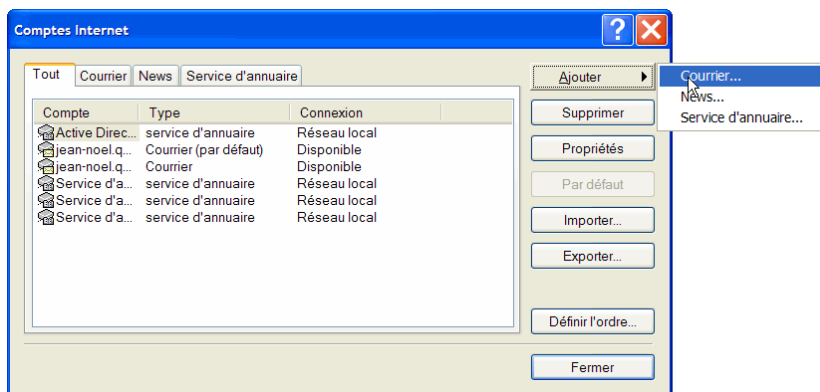 Comptes Internet
Tout Courrier News Service d'annuaire
Compte Type Connexion
Active Direc... service d'annuaire Réseau local
jean-noel.q... Courrier (par défaut) Disponible
jean-noel.q... Courrier Disponible
Service d'a... service d'annuaire Réseau local
Service d'a... service d'annuaire Réseau local
Service d'a... service d'annuaire Réseau local
Ajouter
Supprimer
Propriétés
Par défaut
Importer...
Exporter...
Définir l'ordre...
Fermer
Courrier...
News...
Service d'annuaire...